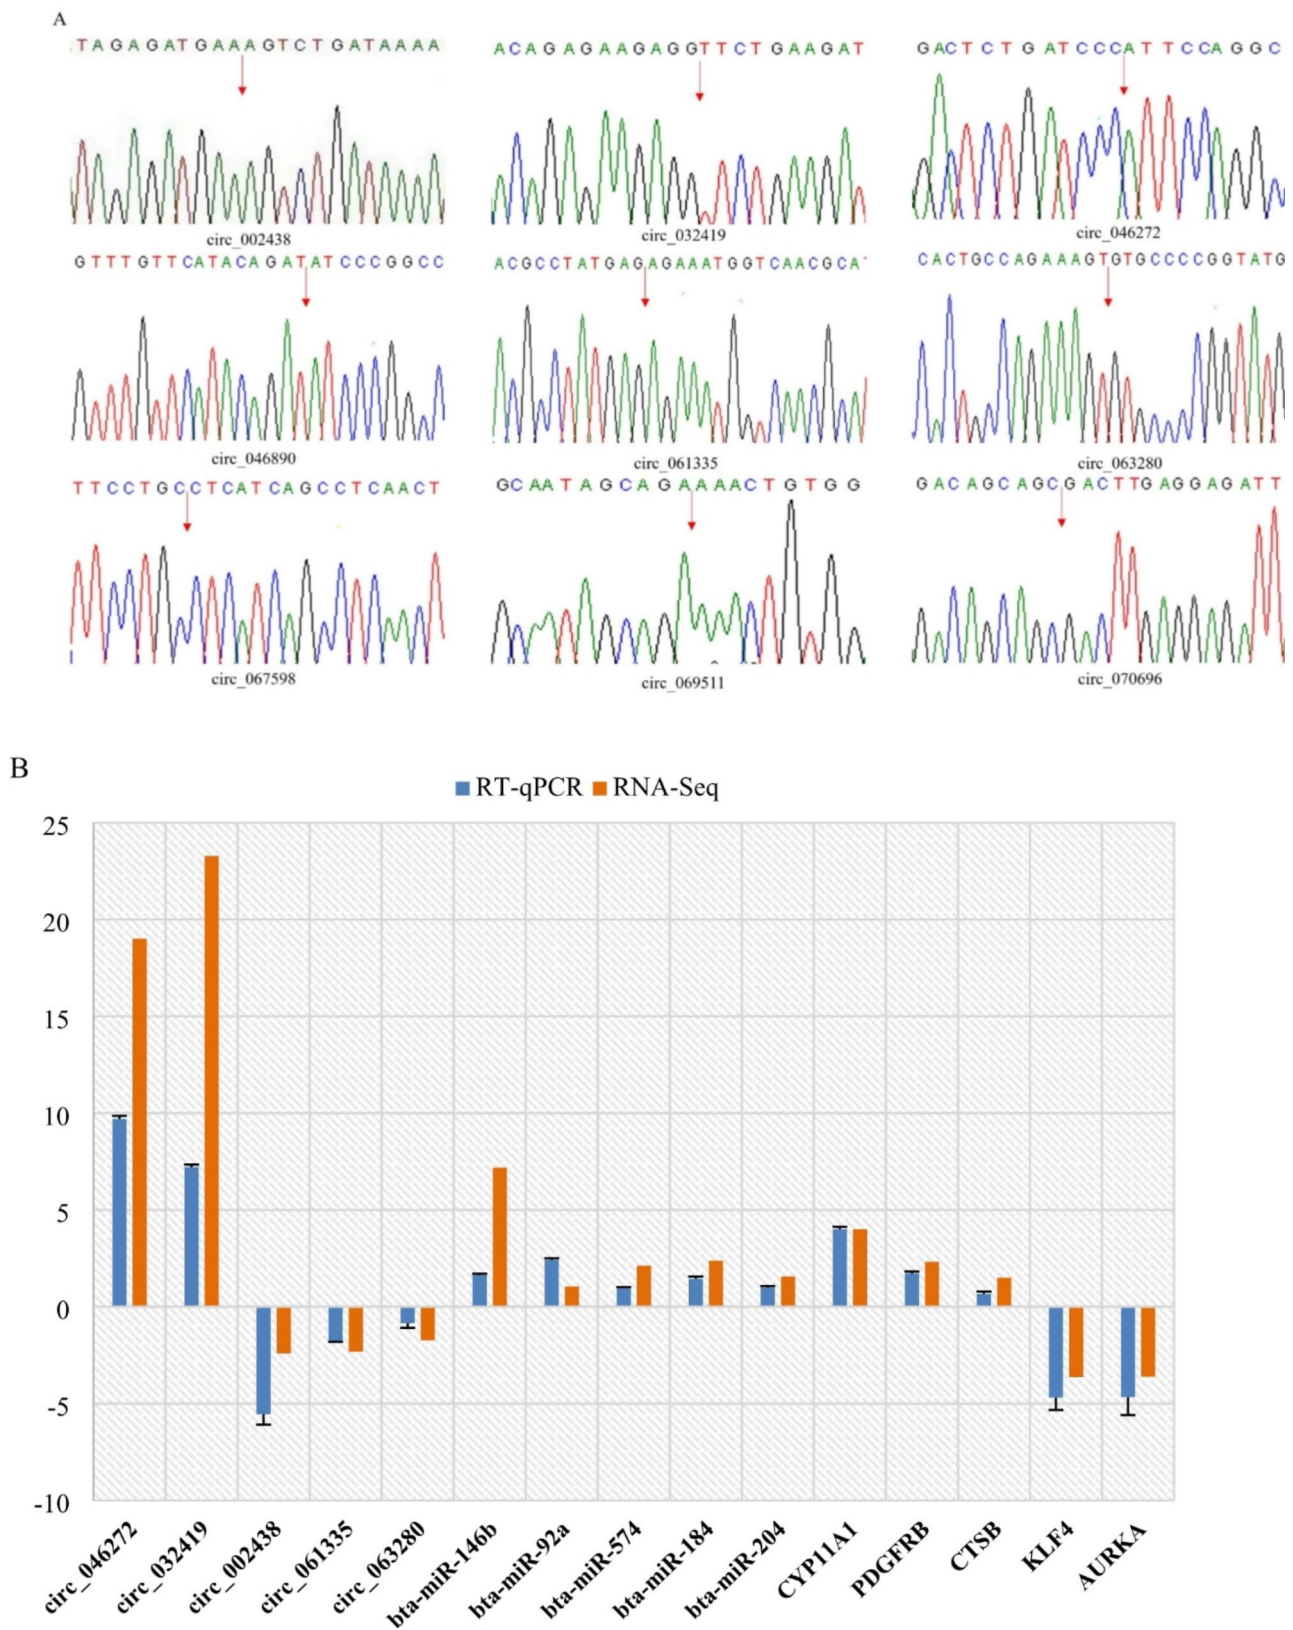 A
TAGAGATGAAAGTCTGATAAAA
ACAGAGAAGAGGTTCTGAAGAT
GACTCTGATCCCATTCCAGGC
circ_002438
circ_032419
circ_046272
GTTTGTTCATACAGATATCCCGGCC
ACGCCTATGAGAGAAATGGTCAACGCA
CACTGCCAGAAAGTGTGCCCCGGTATG
circ_046890
circ_061335
circ_063280
TTCCTGCCTCATCAGCCTCAACT
GCAATAGCAGAAAACTGTGG
GACAGCAGCGACTTGAGGAGATT
circ_067598
circ_069511
circ_070696
B
RT-qPCR RNA-Seq
25
20
15
10
5
0
-5
-10
circ_046272
circ_032419
circ_002438
circ_061335
circ_063280
bta-miR-146b
bta-miR-92a
bta-miR-574
bta-miR-184
bta-miR-204
CYP11A1
PDGFRB
CTSB
KLF4
AURKA